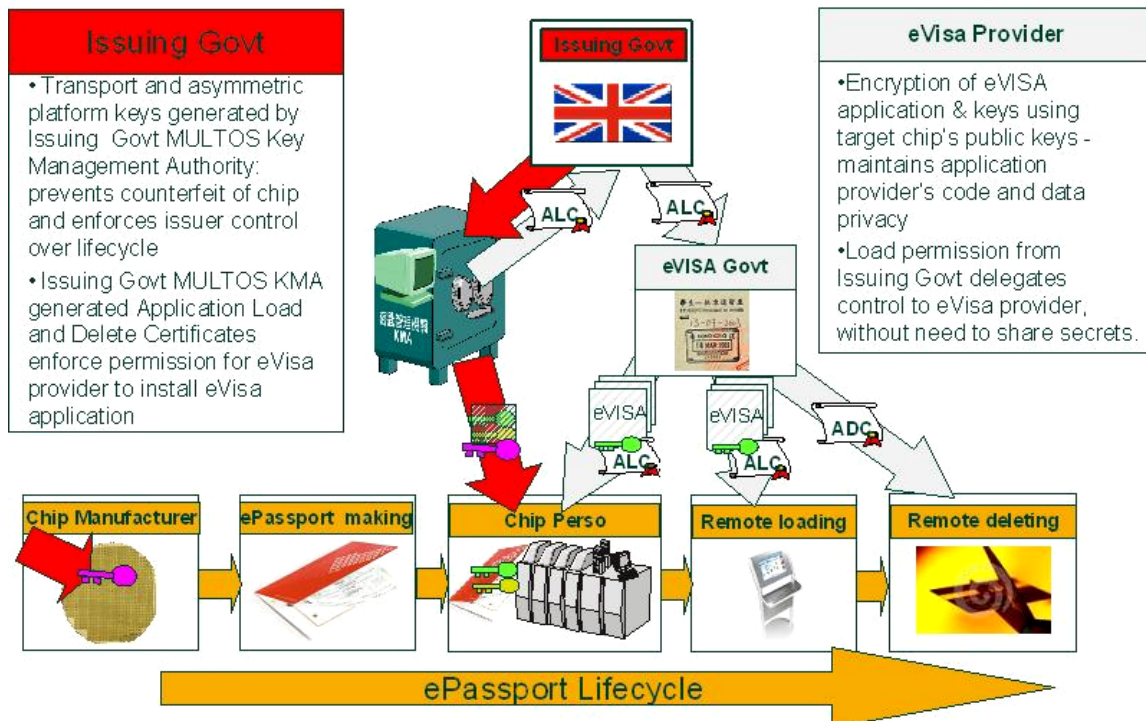 Issuing Govt
• Transport and asymmetric
platform keys generated by
Issuing Govt MULTOS Key
Management Authority:
prevents counterfeit of chip
and enforces issuer control
over lifecycle
• Issuing Govt MULTOS KMA
generated Application Load
and Delete Certificates
enforce permission for eVisa
provider to install eVisa
application
Issuing Govt
eVisa Provider
• Encryption of eVISA
application & keys using
target chip's public keys -
maintains application
provider's code and data
privacy
• Load permission from
Issuing Govt delegates
control to eVisa provider,
without need to share secrets.
ALC
ALC
KMA
eVISA Govt
eVISA
ALC
eVISA
ALC
ADC
Chip Manufacturer
ePassport making
Chip Perso
Remote loading
Remote deleting
ePassport Lifecycle